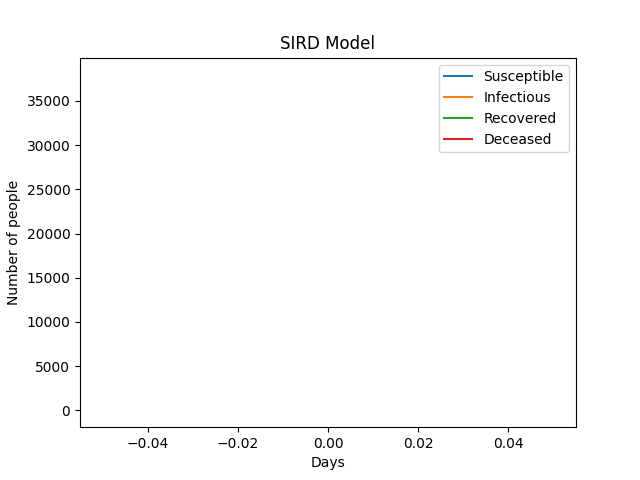 SIRD Model
Susceptible
Infectious
Recovered
Deceased
35000
30000
25000
20000
15000
10000
5000
0
Number of people
−0.04
−0.02
0.00
0.02
0.04
Days